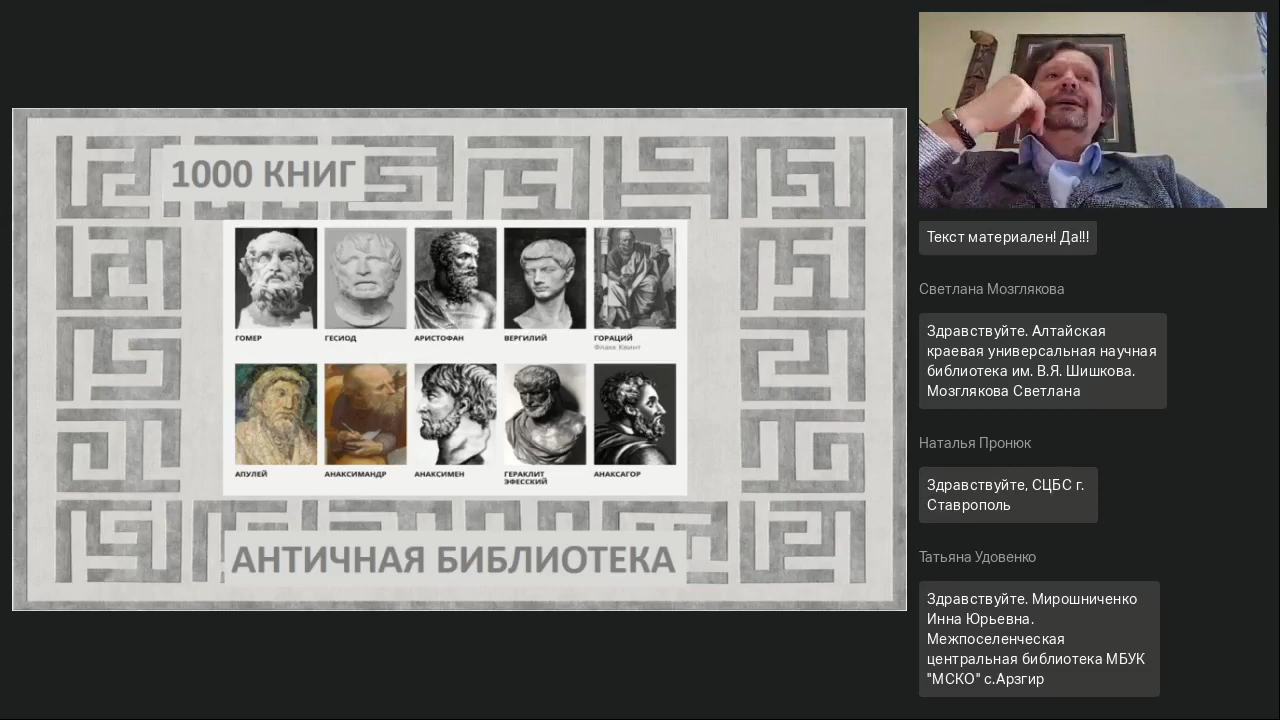 1000 КНИГ
ГОМЕР
ГЕСИОД
АРИСТОФАН
ВЕРГИЛИЙ
ГОРАЦИЙ
Флакк Квинт
АПУЛЕЙ
АНАКСИМАНДР
АНАКСИМЕН
ГЕРАКЛИТ
ЭФЕССКИЙ
АНАКСАГОР
АНТИЧНАЯ БИБЛИОТЕКА
Текст материален! Да!!!
Светлана Мозглякова
Здравствуйте. Алтайская
краевая универсальная научная
библиотека им. В.Я. Шишкова.
Мозглякова Светлана
Наталья Пронюк
Здравствуйте, СЦБС г.
Ставрополь
Татьяна Удовенко
Здравствуйте. Мирошниченко
Инна Юрьевна.
Межпоселенческая
центральная библиотека МБУК
"МСКО" с.Арзгир